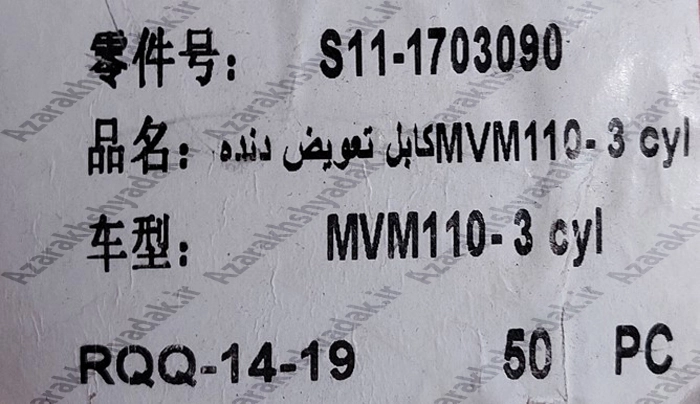 零件号： S11-1703090
品名： کابل تعویض دندهMVM110- 3 cyl
车型： MVM110- 3 cyl
RQQ-14-19 50 PC
Azarakhshyadak.ir